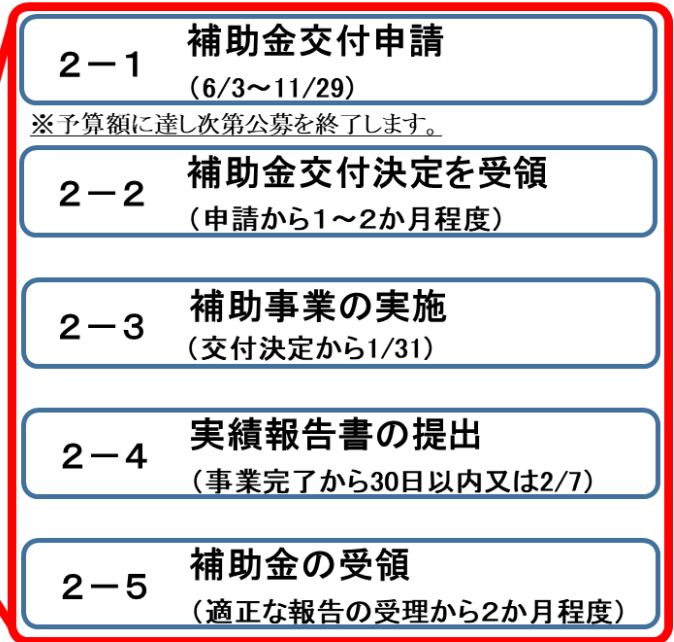 2－1
補助金交付申請
（6/3～11/29）
※予算額に達し次第公募を終了します。
2－2
補助金交付決定を受領
（申請から１～２か月程度）
2－3
補助事業の実施
（交付決定から1/31）
2－4
実績報告書の提出
（事業完了から30日以内又は2/7）
2－5
補助金の受領
（適正な報告の受理から２か月程度）